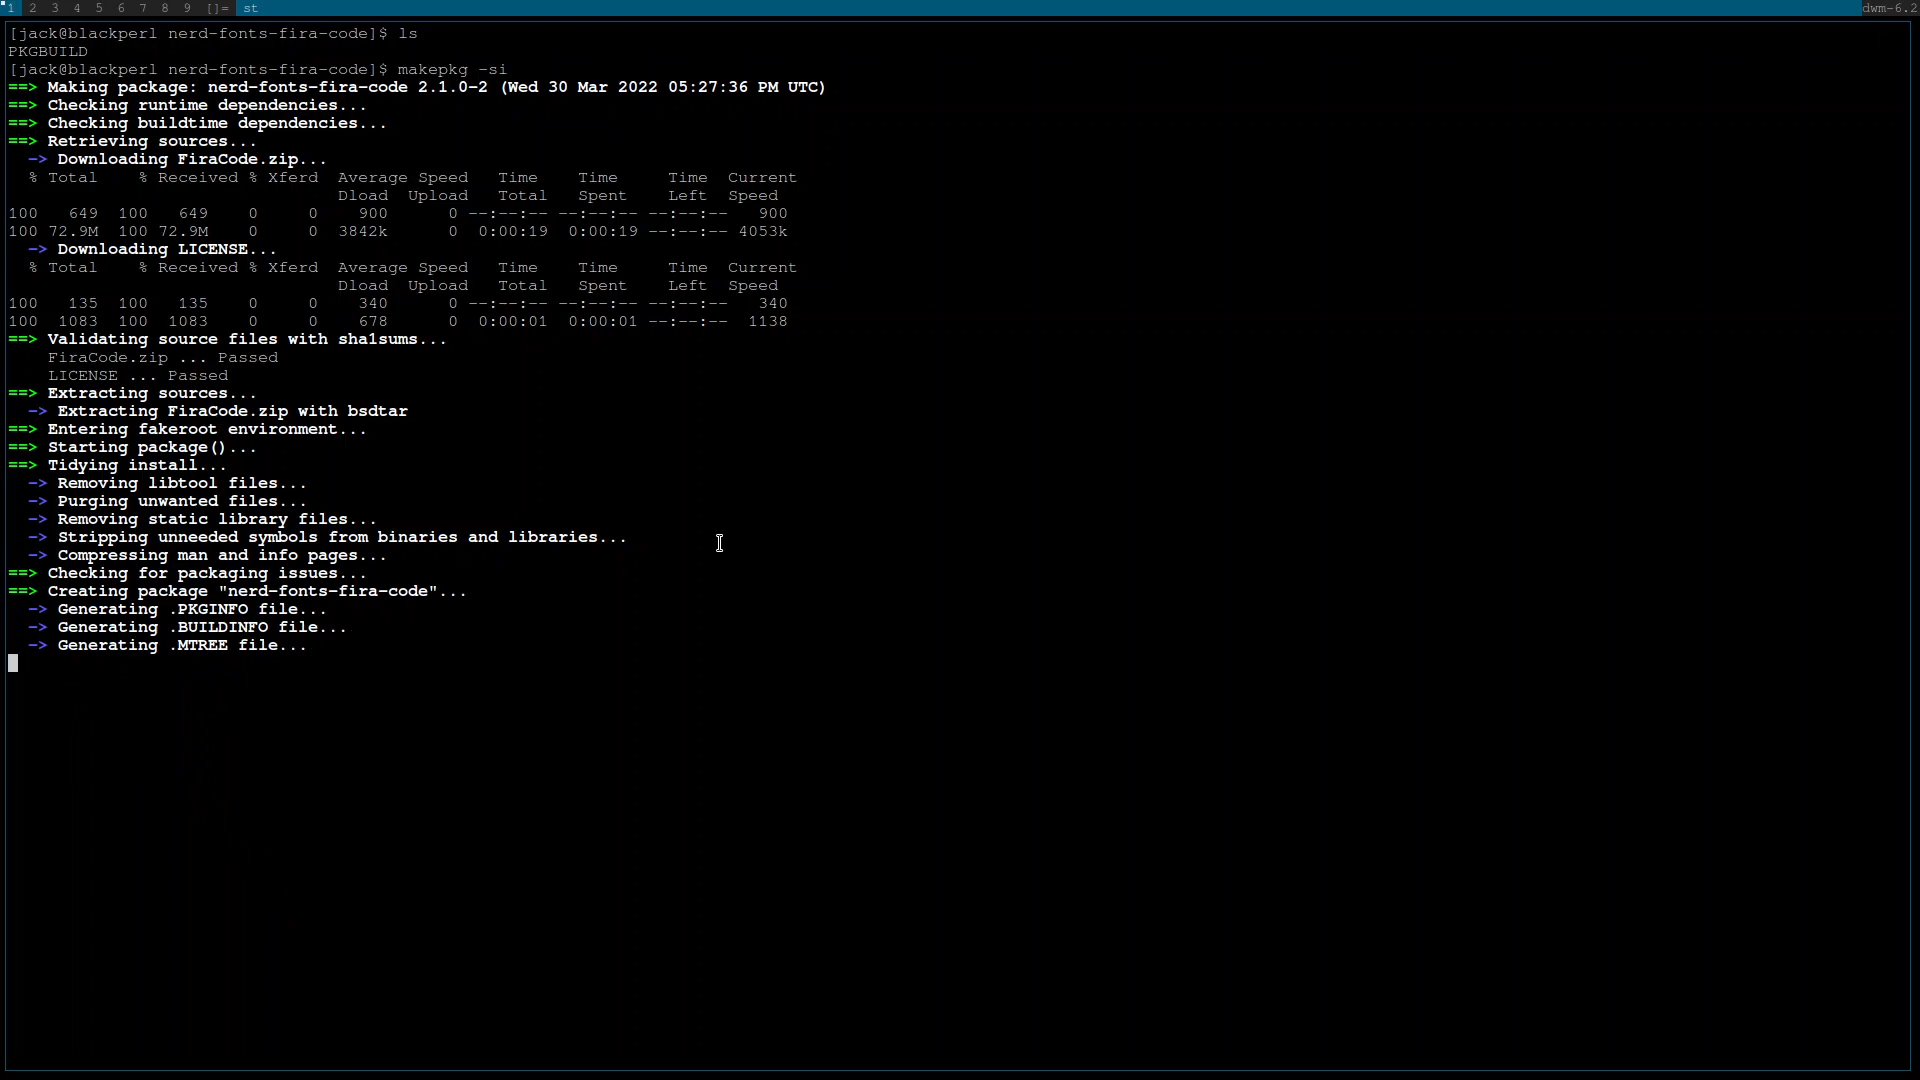 1 2 3 4 5 6 7 8 9 []= st dwm-6.2
[jack@blackperl nerd-fonts-fira-code]$ ls
PKGBUILD
[jack@blackperl nerd-fonts-fira-code]$ makepkg -si
==> Making package: nerd-fonts-fira-code 2.1.0-2 (Wed 30 Mar 2022 05:27:36 PM UTC)
==> Checking runtime dependencies...
==> Checking buildtime dependencies...
==> Retrieving sources...
  -> Downloading FiraCode.zip...
  % Total    % Received % Xferd  Average Speed   Time    Time     Time  Current
                                 Dload  Upload   Total   Spent    Left  Speed
100   649  100   649    0     0    900      0 --:--:-- --:--:-- --:--:--   900
100 72.9M  100 72.9M    0     0  3842k      0  0:00:19  0:00:19 --:--:-- 4053k
  -> Downloading LICENSE...
  % Total    % Received % Xferd  Average Speed   Time    Time     Time  Current
                                 Dload  Upload   Total   Spent    Left  Speed
100   135  100   135    0     0    340      0 --:--:-- --:--:-- --:--:--   340
100  1083  100  1083    0     0    678      0  0:00:01  0:00:01 --:--:--  1138
==> Validating source files with sha1sums...
    FiraCode.zip ... Passed
    LICENSE ... Passed
==> Extracting sources...
  -> Extracting FiraCode.zip with bsdtar
==> Entering fakeroot environment...
==> Starting package()...
==> Tidying install...
  -> Removing libtool files...
  -> Purging unwanted files...
  -> Removing static library files...
  -> Stripping unneeded symbols from binaries and libraries...
  -> Compressing man and info pages...
==> Checking for packaging issues...
==> Creating package "nerd-fonts-fira-code"...
  -> Generating .PKGINFO file...
  -> Generating .BUILDINFO file...
  -> Generating .MTREE file...